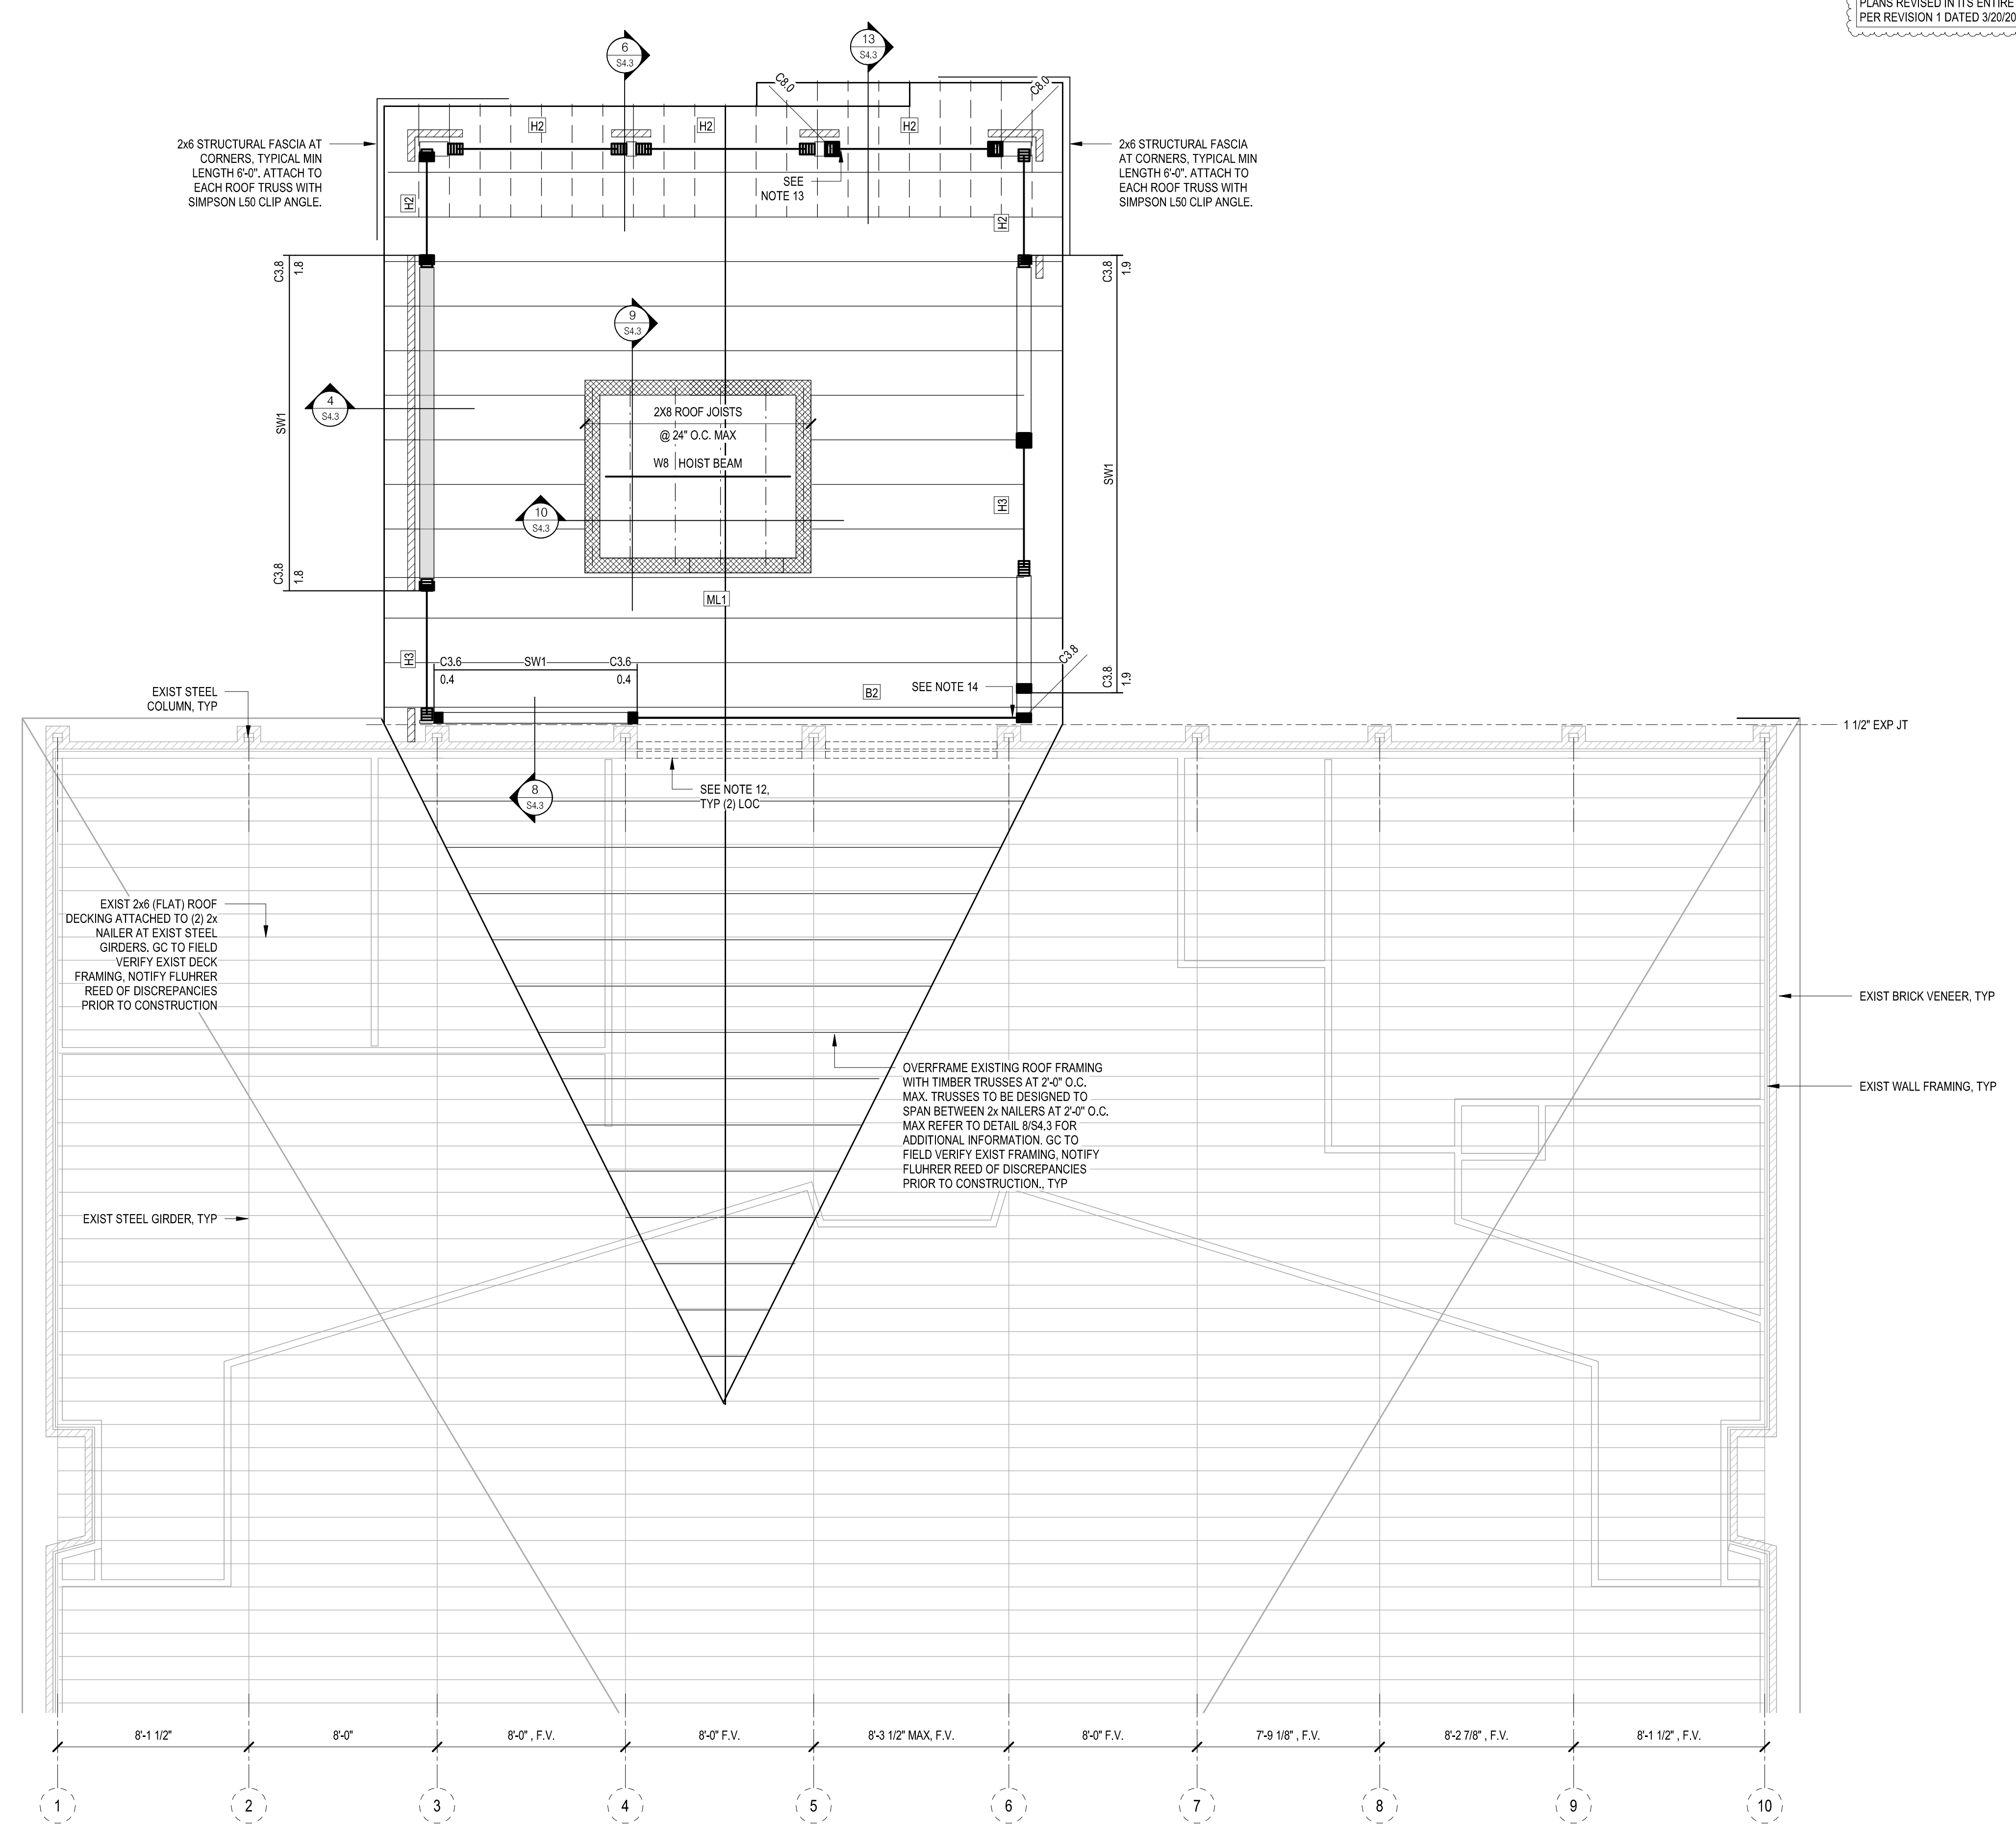 PLANS REVISED IN ITS ENTIRE
PER REVISION 1 DATED 3/20/20
6
S4.3
13
S4.3
C8.0
C8.0
H2
H2
H2
2x6 STRUCTURAL FASCIA AT
CORNERS, TYPICAL MIN
LENGTH 6'-0". ATTACH TO
EACH ROOF TRUSS WITH
SIMPSON L50 CLIP ANGLE.
2x6 STRUCTURAL FASCIA
AT CORNERS, TYPICAL MIN
LENGTH 6'-0". ATTACH TO
EACH ROOF TRUSS WITH
SIMPSON L50 CLIP ANGLE.
SEE
NOTE 13
H2
H2
C3.8
1.8
C3.8
1.9
9
S4.3
4
S4.3
SW1
2X8 ROOF JOISTS
@ 24" O.C. MAX
W8 HOIST BEAM
SW1
H3
10
S4.3
C3.8
1.8
ML1
H3
C3.6
SW1
C3.6
0.4
0.4
C3.8
C3.8
1.9
B2
SEE NOTE 14
EXIST STEEL
COLUMN, TYP
1 1/2" EXP JT
8
S4.3
SEE NOTE 12,
TYP (2) LOC
EXIST 2x6 (FLAT) ROOF
DECKING ATTACHED TO (2) 2x
NAILER AT EXIST STEEL
GIRDERS. GC TO FIELD
VERIFY EXIST DECK
FRAMING, NOTIFY FLUHRER
REED OF DISCREPANCIES
PRIOR TO CONSTRUCTION
EXIST BRICK VENEER, TYP
OVERFRAME EXISTING ROOF FRAMING
WITH TIMBER TRUSSES AT 2'-0" O.C.
MAX. TRUSSES TO BE DESIGNED TO
SPAN BETWEEN 2x NAILERS AT 2'-0" O.C.
MAX REFER TO DETAIL 8/S4.3 FOR
ADDITIONAL INFORMATION. GC TO
FIELD VERIFY EXIST FRAMING, NOTIFY
FLUHRER REED OF DISCREPANCIES
PRIOR TO CONSTRUCTION., TYP
EXIST WALL FRAMING, TYP
EXIST STEEL GIRDER, TYP
8'-1 1/2"
8'-0"
8'-0" , F.V.
8'-0" F.V.
8'-3 1/2" MAX, F.V.
8'-0" F.V.
7'-9 1/8" , F.V.
8'-2 7/8" , F.V.
8'-1 1/2" , F.V.
1
2
3
4
5
6
7
8
9
10